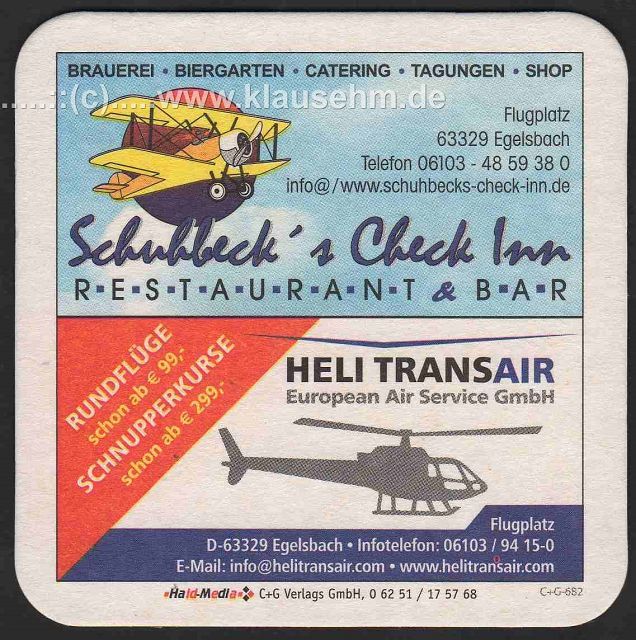 BRAUEREI • BIERGARTEN • CATERING • TAGUNGEN • SHOP
......::(c)..... www.klausehm.de
Flugplatz
63329 Egelsbach
Telefon 06103 - 48 59 38 0
info@/www.schuhbecks-check-inn.de
Schuhbeck´s Check Inn
R•E•S•T•A•U•R•A•N•T & B•A•R
RUNDFLÜGE
schon ab € 99,-
SCHNUPPERKURSE
schon ab € 299,-
HELI TRANSAIR
European Air Service GmbH
Flugplatz
D-63329 Egelsbach • Infotelefon: 06103 / 94 15-0
E-Mail: info@helitransair.com • www.helitransair.com
Hald-Media C+G Verlags GmbH, 0 62 51 / 17 57 68
C+G-682